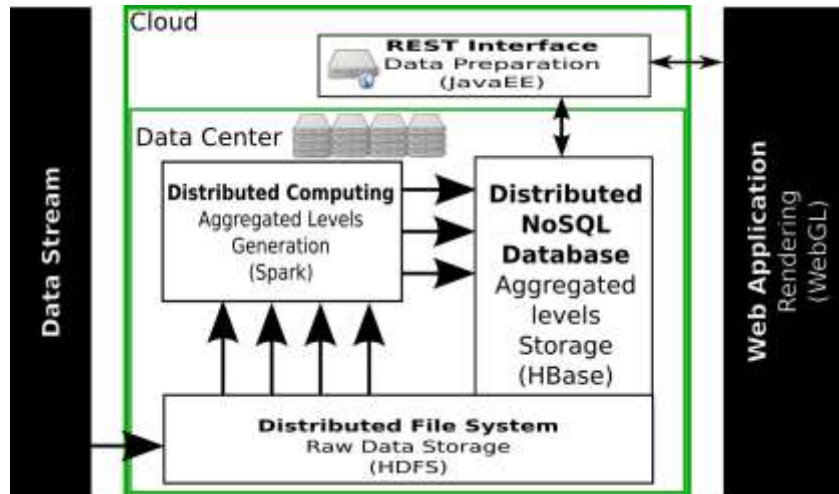 Cloud
REST Interface
Data Preparation
(JavaEE)
Data Center
Distributed Computing
Aggregated Levels
Generation
(Spark)
Distributed
NoSQL
Database
Aggregated
levels
Storage
(HBase)
Distributed File System
Raw Data Storage
(HDFS)
Data Stream
Web Application
Rendering
(WebGL)